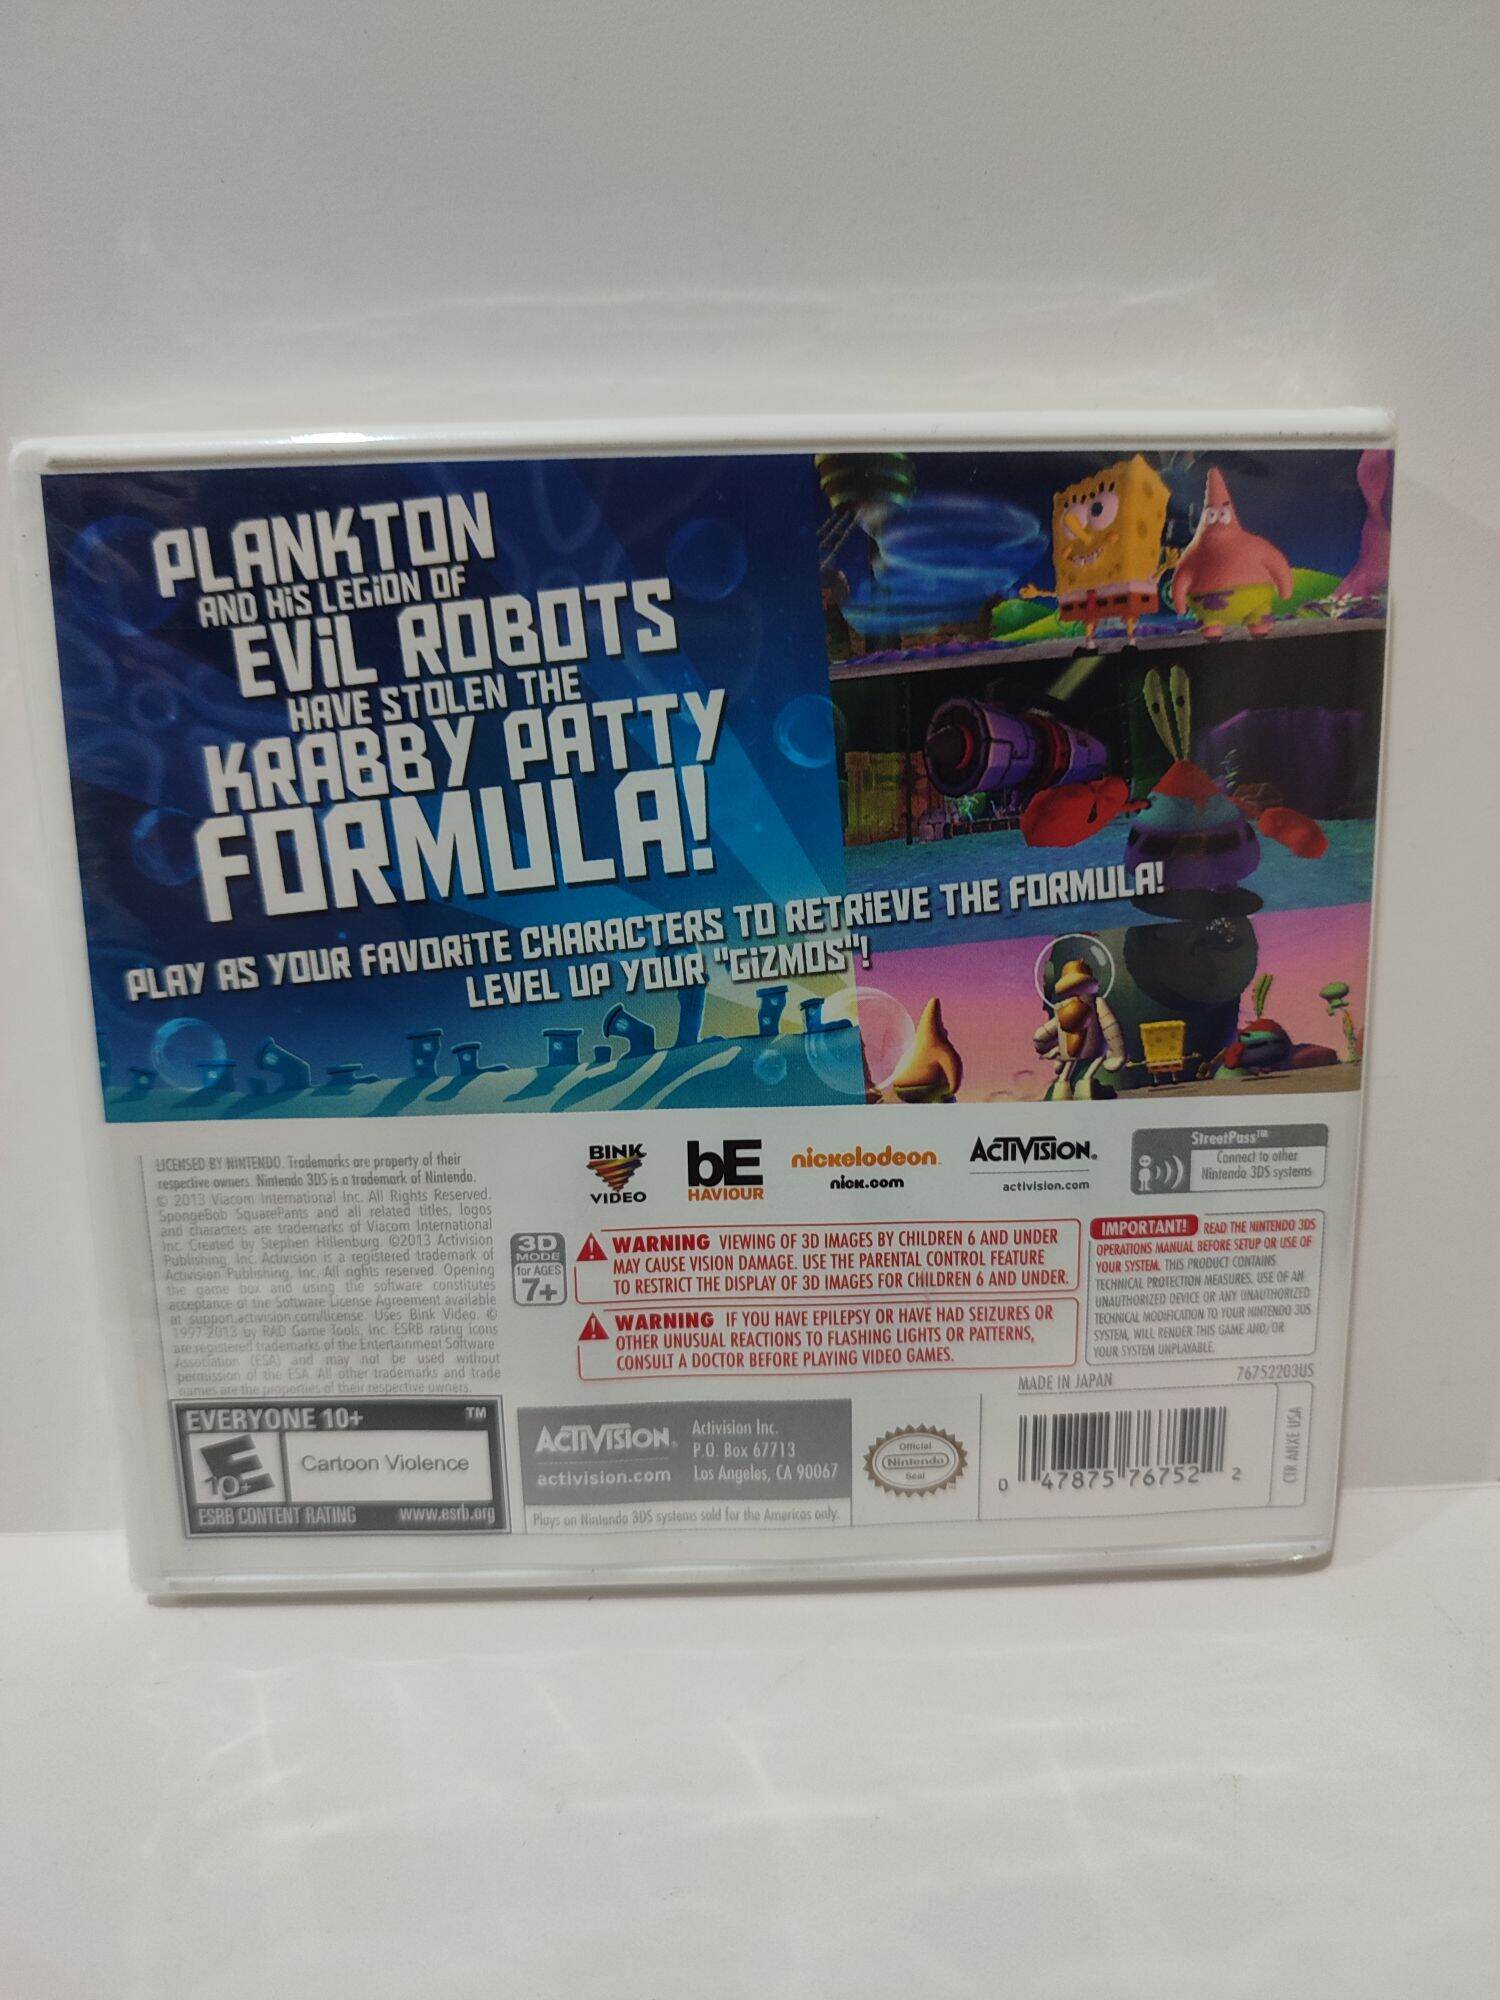 PLANKTON
AND HiS LEGiON OF
EViL ROBOTS
HAVE STOLEN THE
KRABBY PATTY
FORMULA!
PLAY AS YOUR FAVORiTE CHARACTERS TO RETRiEVE THE FORMULA!
LEVEL UP YOUR "GiZMOS"!
LICENSED BY NINTENDO. Trademarks are property of their
respective owners. Nintendo 3DS is a trademark of Nintendo.
© 2013 Viacom International Inc. All Rights Reserved.
SpongeBob SquarePants and all related titles, logos
and characters are trademarks of Viacom International
Inc. Created by Stephen Hillenburg. ©2013 Activision
Publishing, Inc. Activision is a registered trademark of
Activision Publishing, Inc. All rights reserved. Opening
the game box and using the software constitutes
acceptance of the Software License Agreement available
at support.activision.com/license. Uses Bink Video. ©
1997-2013 by RAD Game Tools, Inc. ESRB rating icons
are registered trademarks of the Entertainment Software
Association (ESA) and may not be used without
permission of the ESA. All other trademarks and trade
names are the properties of their respective owners.
BINK
VIDEO
bE
HAVIOUR
nickelodeon
nick.com
ACTIVISION.
activision.com
StreetPass™
Connect to other
Nintendo 3DS systems
3D
MODE
for AGES
7+
WARNING VIEWING OF 3D IMAGES BY CHILDREN 6 AND UNDER
MAY CAUSE VISION DAMAGE. USE THE PARENTAL CONTROL FEATURE
TO RESTRICT THE DISPLAY OF 3D IMAGES FOR CHILDREN 6 AND UNDER.
WARNING IF YOU HAVE EPILEPSY OR HAVE HAD SEIZURES OR
OTHER UNUSUAL REACTIONS TO FLASHING LIGHTS OR PATTERNS,
CONSULT A DOCTOR BEFORE PLAYING VIDEO GAMES.
IMPORTANT! READ THE NINTENDO 3DS
OPERATIONS MANUAL BEFORE SETUP OR USE OF
YOUR SYSTEM. THIS PRODUCT CONTAINS
TECHNICAL PROTECTION MEASURES. USE OF AN
UNAUTHORIZED DEVICE OR ANY UNAUTHORIZED
TECHNICAL MODIFICATION TO YOUR NINTENDO 3DS
SYSTEM, WILL RENDER THIS GAME AND/OR
YOUR SYSTEM UNPLAYABLE.
MADE IN JAPAN
76752203US
EVERYONE 10+ TM
E
10+
Cartoon Violence
ESRB CONTENT RATING www.esrb.org
ACTIVISION.
activision.com
Activision Inc.
P.O. Box 67713
Los Angeles, CA 90067
Plays on Nintendo 3DS systems sold for the Americas only.
Official
Nintendo
Seal
0 47875 76752 2
CTR ANXE USA